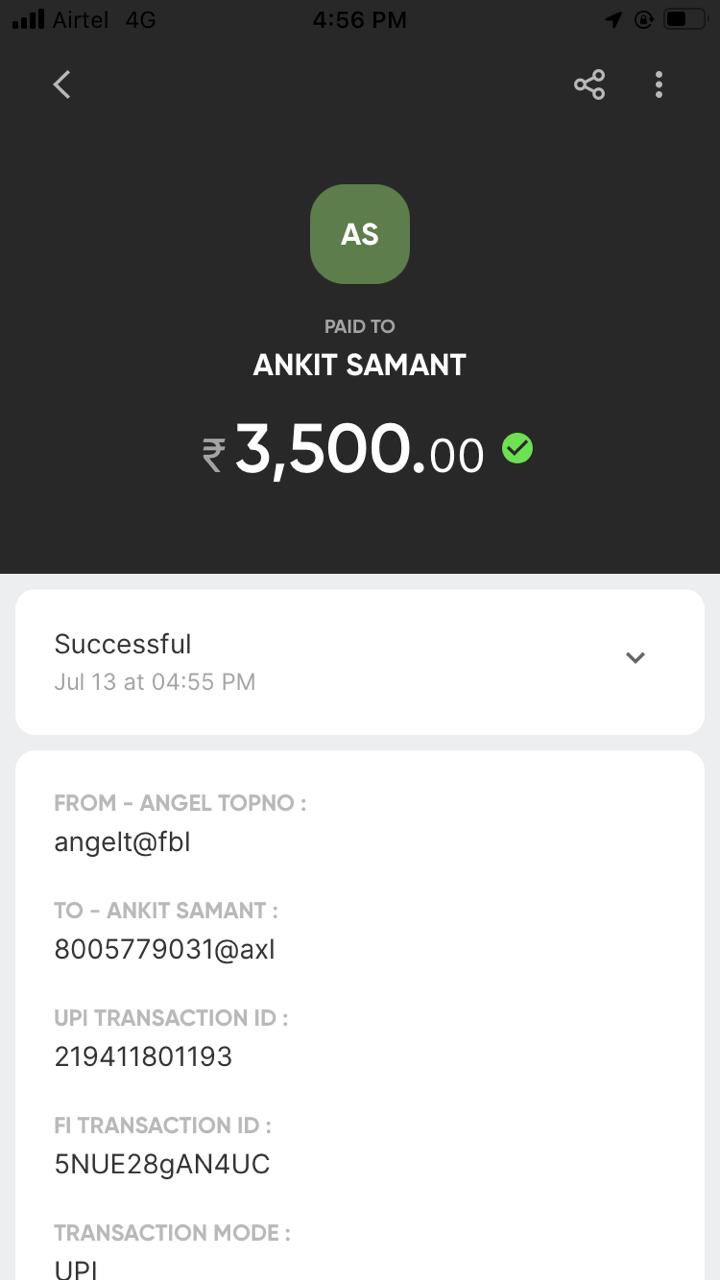 Airtel 4G 4:56 PM
AS
PAID TO
ANKIT SAMANT
₹3,500.00
Successful
Jul 13 at 04:55 PM
FROM - ANGEL TOPNO :
angelt@fbl
TO - ANKIT SAMANT :
8005779031@axl
UPI TRANSACTION ID :
219411801193
FI TRANSACTION ID :
5NUE28gAN4UC
TRANSACTION MODE :
UPI